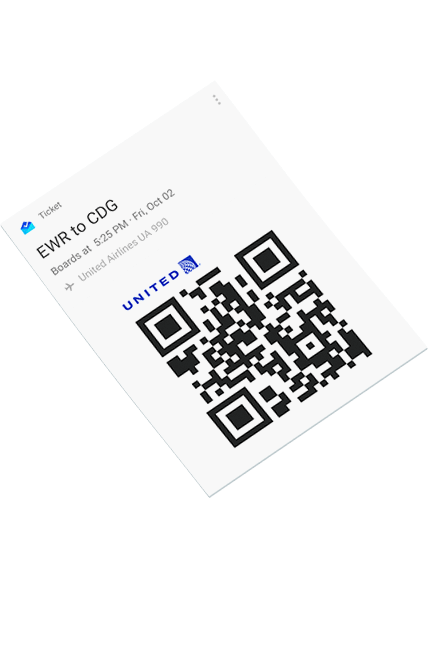 Ticket
EWR to CDG
Boards at 5:25 PM · Fri, Oct 02
United Airlines UA 990
UNITED